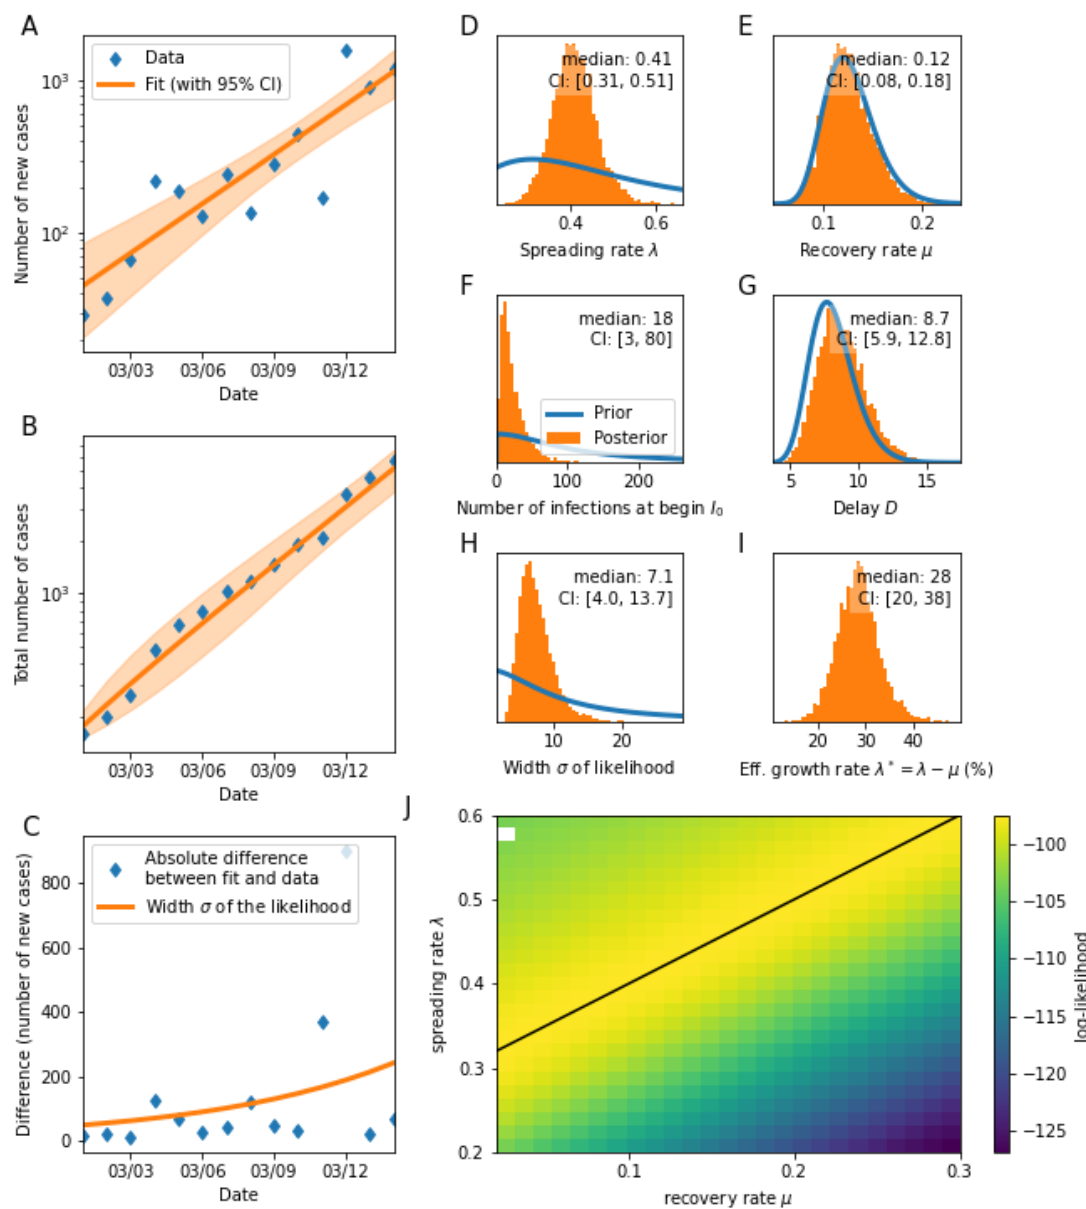 A
Data
Fit (with 95% CI)
10³
10²
Number of new cases
03/03 03/06 03/09 03/12
Date
B
10³
Total number of cases
03/03 03/06 03/09 03/12
Date
C
Absolute difference
between fit and data
Width σ of the likelihood
800
600
400
200
0
Difference (number of new cases)
03/03 03/06 03/09 03/12
Date
D
median: 0.41
CI: [0.31, 0.51]
0.4 0.6
Spreading rate λ
E
median: 0.12
CI: [0.08, 0.18]
0.1 0.2
Recovery rate μ
F
median: 18
CI: [3, 80]
Prior
Posterior
0 100 200
Number of infections at begin I₀
G
median: 8.7
CI: [5.9, 12.8]
5 10 15
Delay D
H
median: 7.1
CI: [4.0, 13.7]
10 20
Width σ of likelihood
I
median: 28
CI: [20, 38]
20 30 40
Eff. growth rate λ* = λ − μ (%)
J
0.6
0.5
0.4
0.3
0.2
spreading rate λ
0.1 0.2 0.3
recovery rate μ
−100
−105
−110
−115
−120
−125
log-likelihood